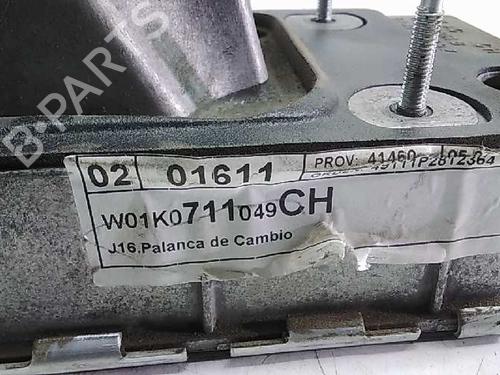 B-PARTS
02 01611 PROV: 41460
W01K0711049CH
J16.Palanca de Cambio